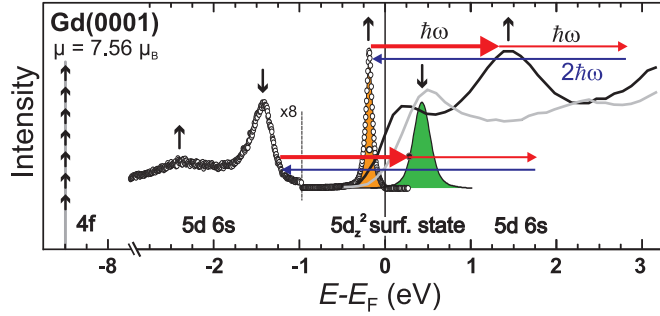 Gd(0001)
μ = 7.56 μB
ħω ħω
2ħω
x8
Intensity
4f 5d 6s 5dz² surf. state 5d 6s
-8 -2 -1 0 1 2 3
E-EF (eV)